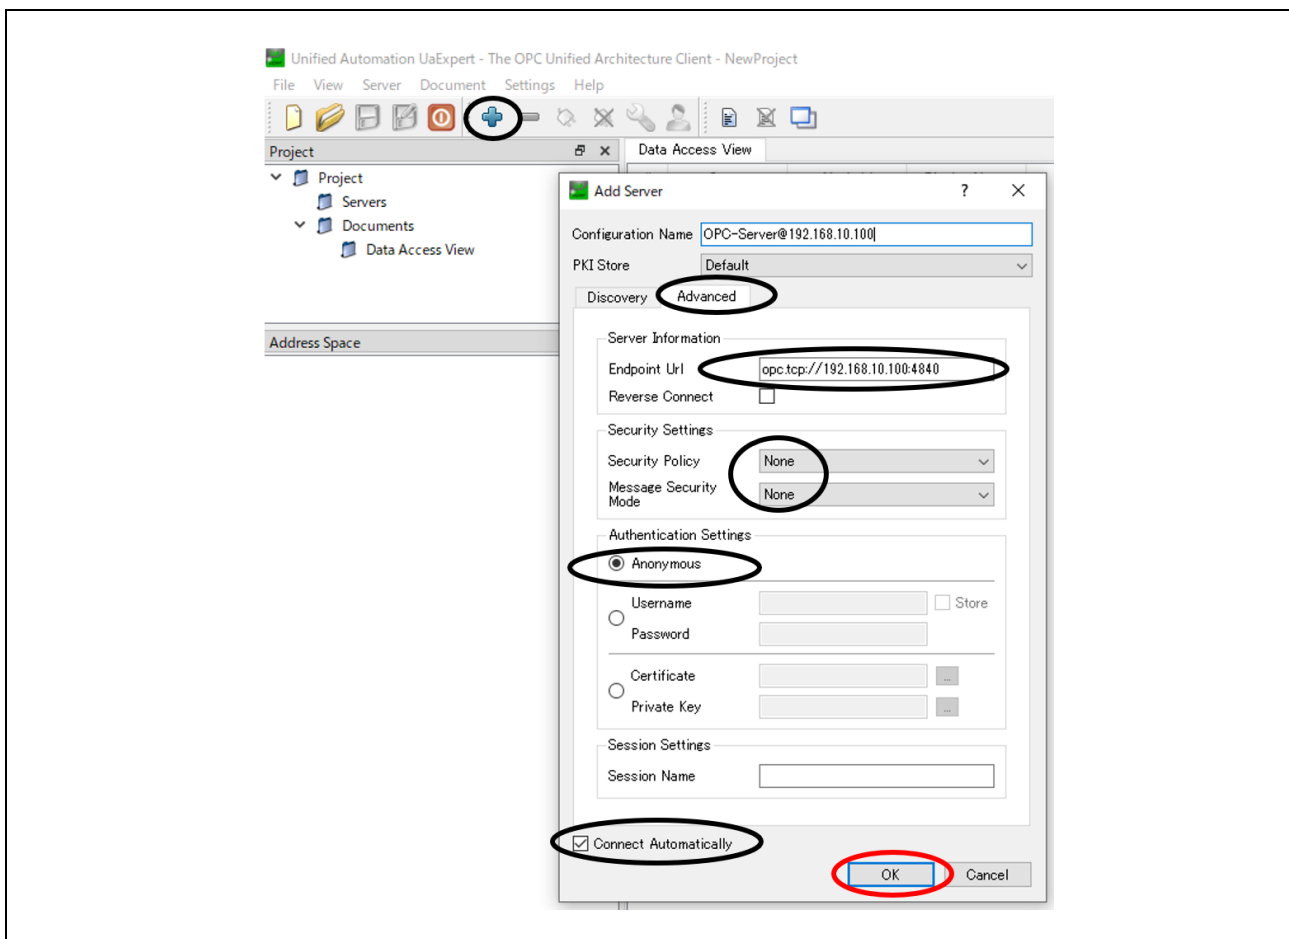 Unified Automation UaExpert - The OPC Unified Architecture Client - NewProject
File View Server Document Settings Help
Project
Data Access View
Project
Servers
Documents
Data Access View
Address Space
Add Server
?
Configuration Name OPC-Server@192.168.10.100
PKI Store Default
Discovery Advanced
Server Information
Endpoint Url opc.tcp://192.168.10.100:4840
Reverse Connect
Security Settings
Security Policy None
Message Security
Mode
None
Authentication Settings
Anonymous
Username
Store
Password
Certificate
...
Private Key
...
Session Settings
Session Name
Connect Automatically
OK Cancel